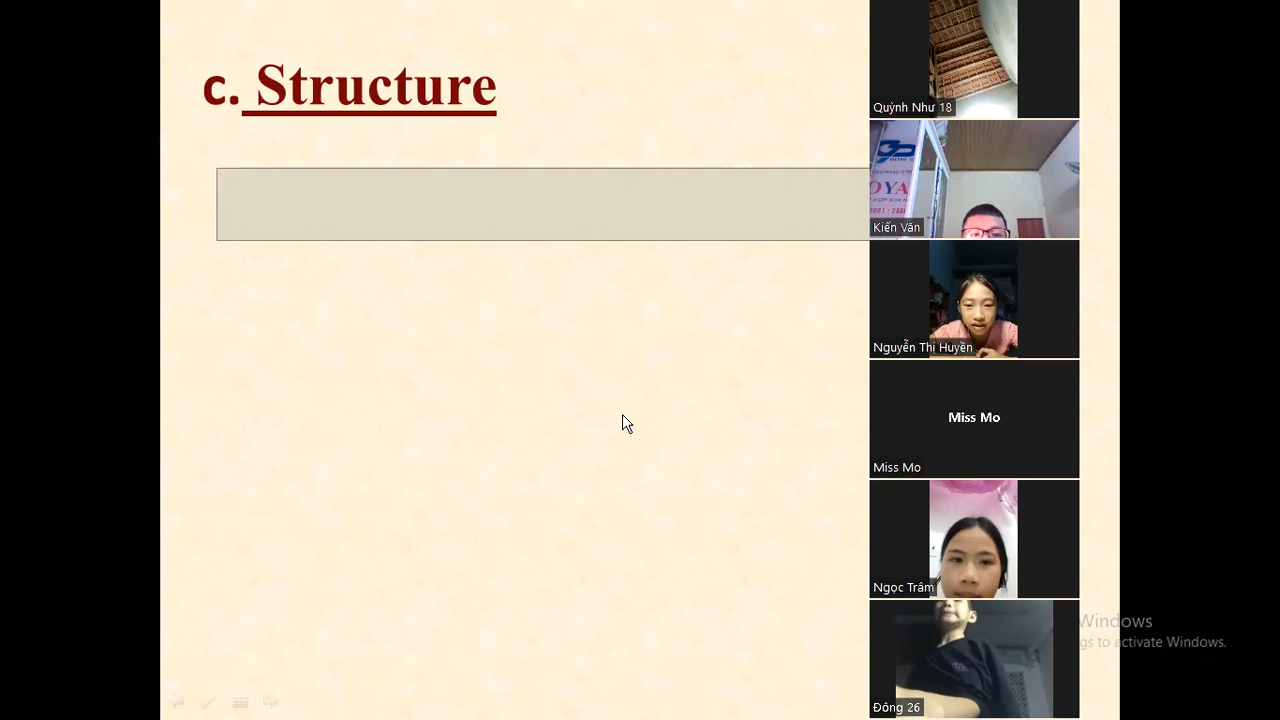 c. Structure
Quỳnh Như 18
OYA
Kiến Văn
Nguyễn Thị Huyền
Miss Mo
Miss Mo
Ngọc Trâm
Windows
gs to activate Windows.
Đông 26